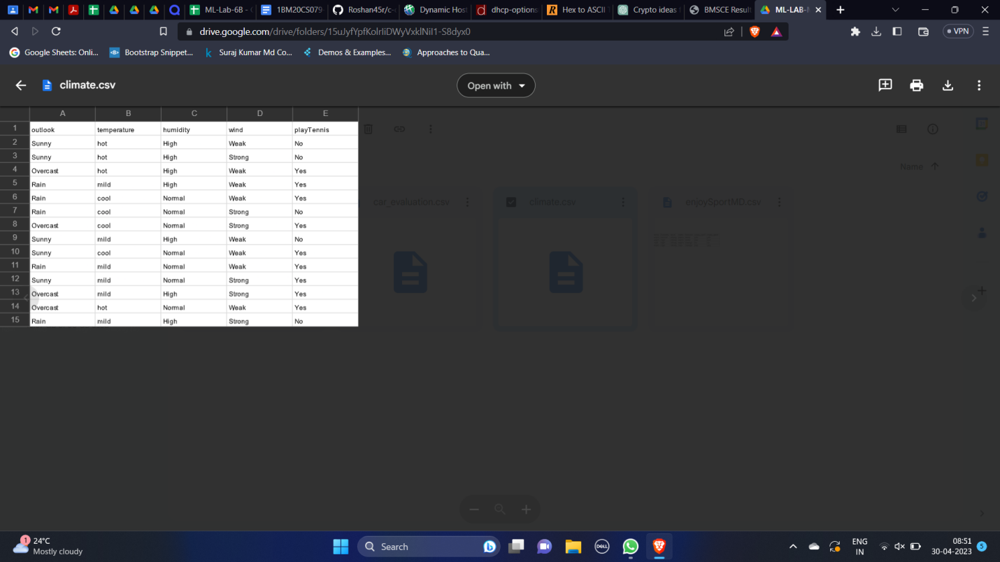 ML-Lab-6B -
1BM20CS079
Roshan45r/c-
Dynamic Host
dhcp-options
Hex to ASCII
Crypto ideas
BMSCE Result
ML-LAB-
drive.google.com/drive/folders/15uJyfYpfKolrIiDWyVxklNiI1-S8dyx0
VPN
Google Sheets: Onli...
Bootstrap Snippet...
Suraj Kumar Md Co...
Demos & Examples...
Approaches to Qua...
climate.csv
Open with
A B C D E
1 outlook temperature humidity wind playTennis
2 Sunny hot High Weak No
3 Sunny hot High Strong No
4 Overcast hot High Weak Yes
5 Rain mild High Weak Yes
6 Rain cool Normal Weak Yes
7 Rain cool Normal Strong No
8 Overcast cool Normal Strong Yes
9 Sunny mild High Weak No
10 Sunny cool Normal Weak Yes
11 Rain mild Normal Weak Yes
12 Sunny mild Normal Strong Yes
13 Overcast mild High Strong Yes
14 Overcast hot Normal Weak Yes
15 Rain mild High Strong No
Name
car_evaluation.csv
climate.csv
enjoySportMD.csv
1
24°C
Mostly cloudy
Search
DELL
ENG
IN
08:51
30-04-2023
5